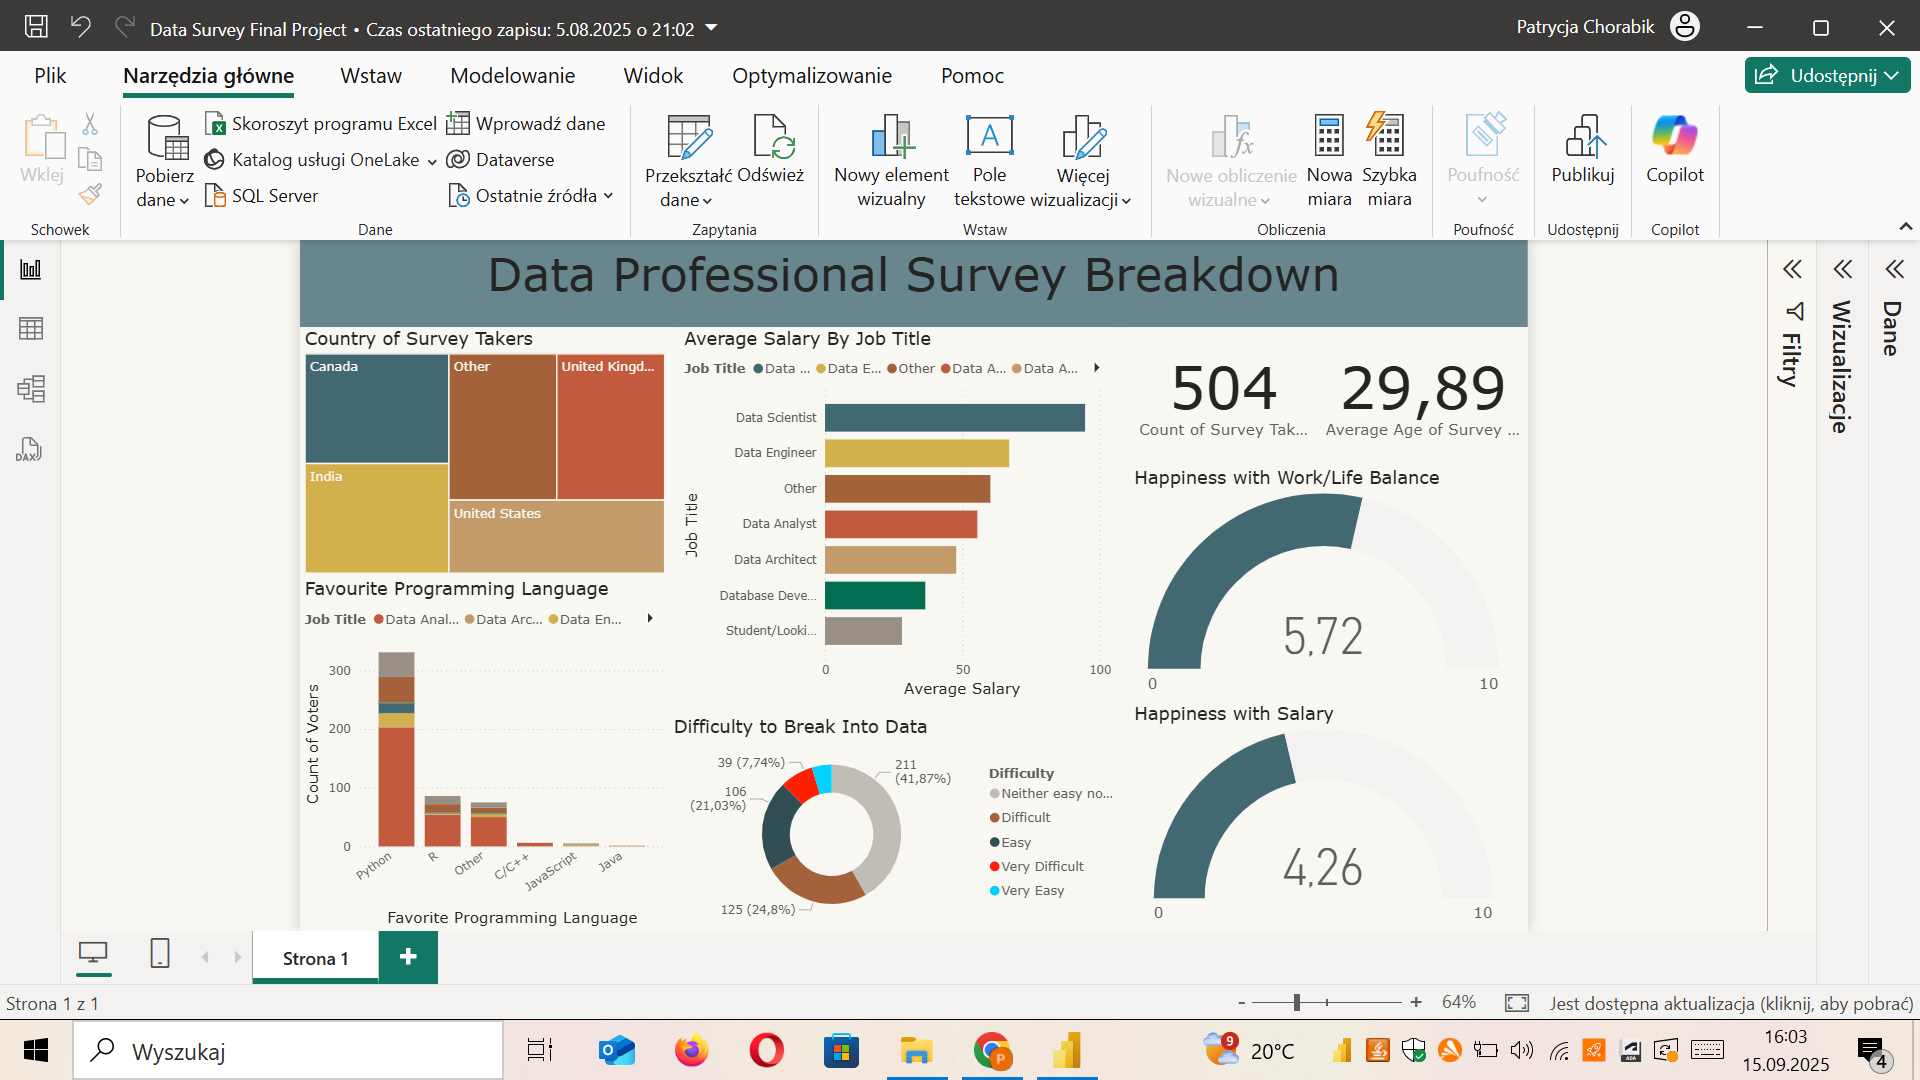 Data Survey Final Project • Czas ostatniego zapisu: 5.08.2025 o 21:02
Patrycja Chorabik
Plik
Narzędzia główne
Wstaw
Modelowanie
Widok
Optymalizowanie
Pomoc
Udostępnij
Wklej
Schowek
Pobierz
dane
Skoroszyt programu Excel
Katalog usługi OneLake
SQL Server
Wprowadź dane
Dataverse
Ostatnie źródła
Dane
Przekształć
dane
Odśwież
Zapytania
Nowy element
wizualny
Pole
tekstowe
Więcej
wizualizacji
Wstaw
Nowe obliczenie
wizualne
Nowa
miara
Szybka
miara
Obliczenia
Poufność
Poufność
Publikuj
Udostępnij
Copilot
Copilot
DAX
Data Professional Survey Breakdown
Country of Survey Takers
Canada
Other
United Kingd...
India
United States
Average Salary By Job Title
Job Title Data ... Data E... Other Data A... Data A...
Job Title
Data Scientist
Data Engineer
Other
Data Analyst
Data Architect
Database Deve...
Student/Looki...
0 50 100
Average Salary
504
Count of Survey Tak...
29,89
Average Age of Survey ...
Happiness with Work/Life Balance
5,72
0 10
Happiness with Salary
4,26
0 10
Favourite Programming Language
Job Title Data Anal... Data Arc... Data En...
Count of Voters
300
200
100
0
Python R Other C/C++ JavaScript Java
Favorite Programming Language
Difficulty to Break Into Data
39 (7,74%)
211
(41,87%)
106
(21,03%)
125 (24,8%)
Difficulty
Neither easy no...
Difficult
Easy
Very Difficult
Very Easy
Filtry
Wizualizacje
Dane
Strona 1
Strona 1 z 1
- + 64%
Jest dostępna aktualizacja (kliknij, aby pobrać)
Wyszukaj
9
20°C
16:03
15.09.2025
4